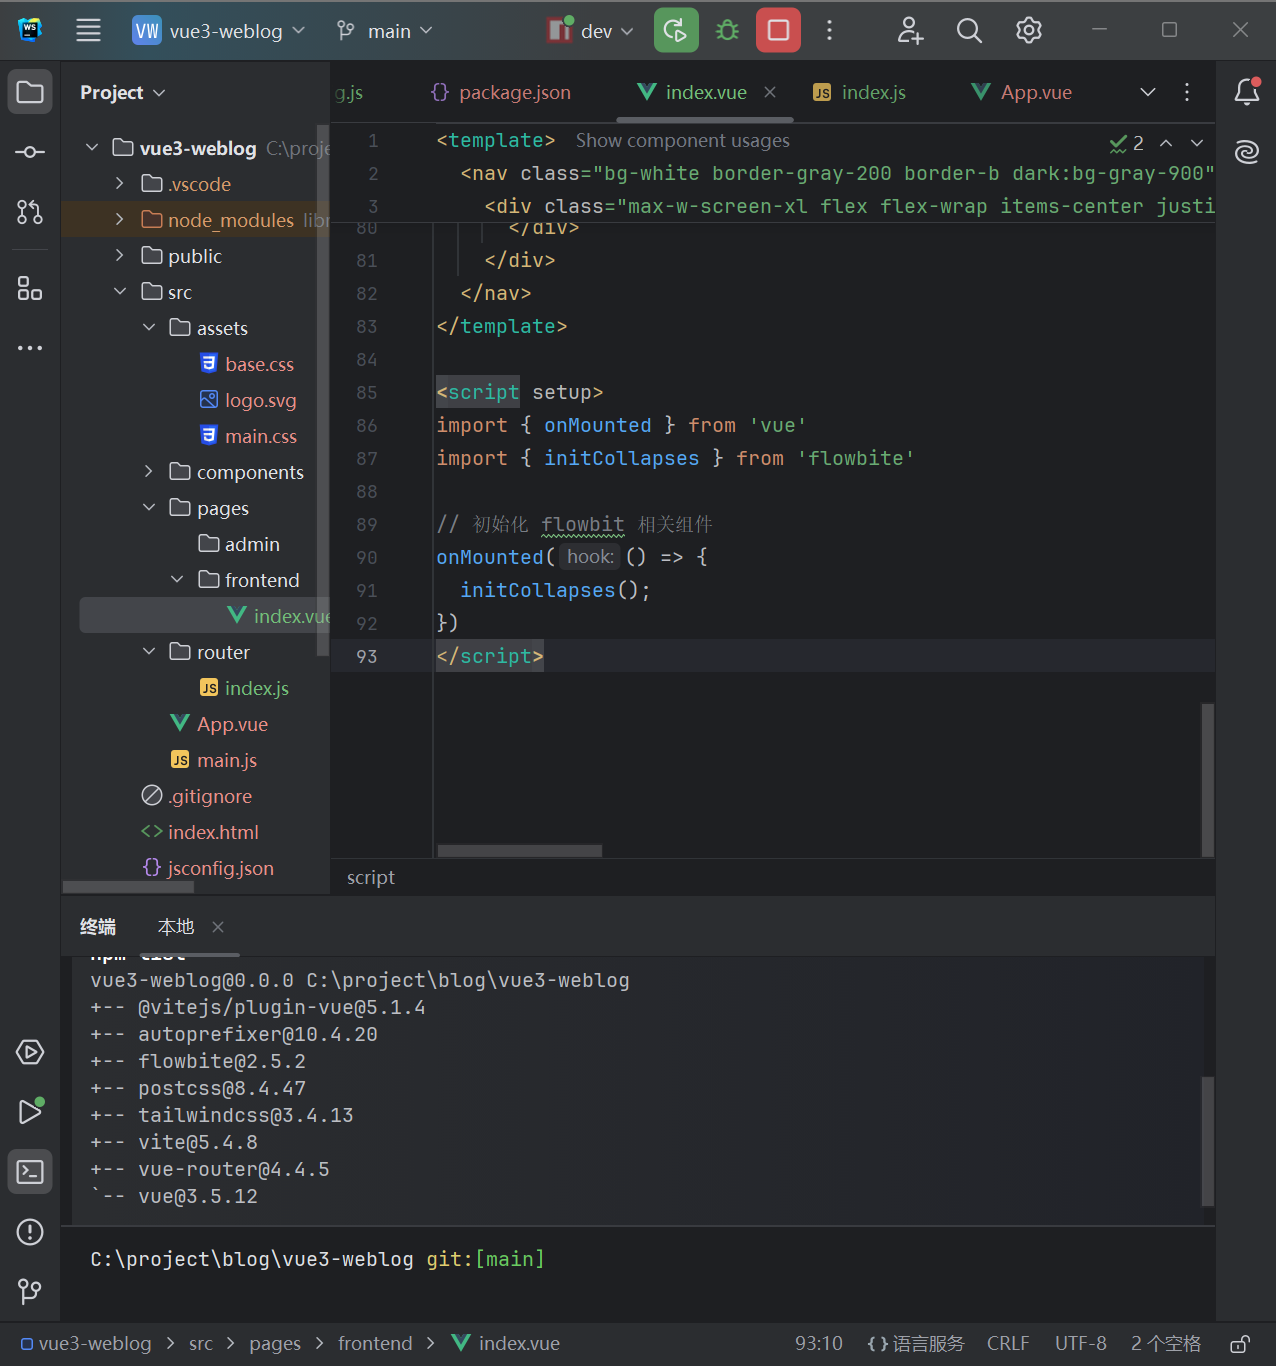 WS VW vue3-weblog main dev
Project
g.js package.json index.vue index.js App.vue
vue3-weblog C:\proje
.vscode
node_modules libr
public
src
assets
base.css
logo.svg
main.css
components
pages
admin
frontend
index.vue
router
index.js
App.vue
main.js
.gitignore
index.html
jsconfig.json
1 <template> Show component usages 2
2 <nav class="bg-white border-gray-200 border-b dark:bg-gray-900"
3 <div class="max-w-screen-xl flex flex-wrap items-center justi
80 </div>
81 </div>
82 </nav>
83 </template>
84
85 <script setup>
86 import { onMounted } from 'vue'
87 import { initCollapses } from 'flowbite'
88
89 // 初始化 flowbit 相关组件
90 onMounted( hook: () => {
91 initCollapses();
92 })
93 </script>
script
终端 本地
npm list
vue3-weblog@0.0.0 C:\project\blog\vue3-weblog
+-- @vitejs/plugin-vue@5.1.4
+-- autoprefixer@10.4.20
+-- flowbite@2.5.2
+-- postcss@8.4.47
+-- tailwindcss@3.4.13
+-- vite@5.4.8
+-- vue-router@4.4.5
`-- vue@3.5.12
C:\project\blog\vue3-weblog git:[main]
vue3-weblog > src > pages > frontend > index.vue 93:10 {} 语言服务 CRLF UTF-8 2 个空格